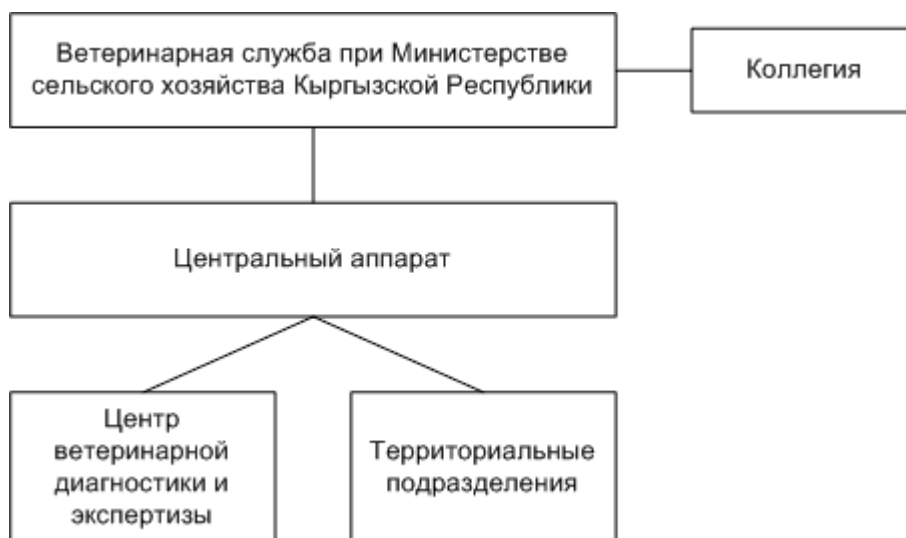 Ветеринарная служба при Министерстве
сельского хозяйства Кыргызской Республики
Коллегия
Центральный аппарат
Центр
ветеринарной
диагностики и
экспертизы
Территориальные
подразделения